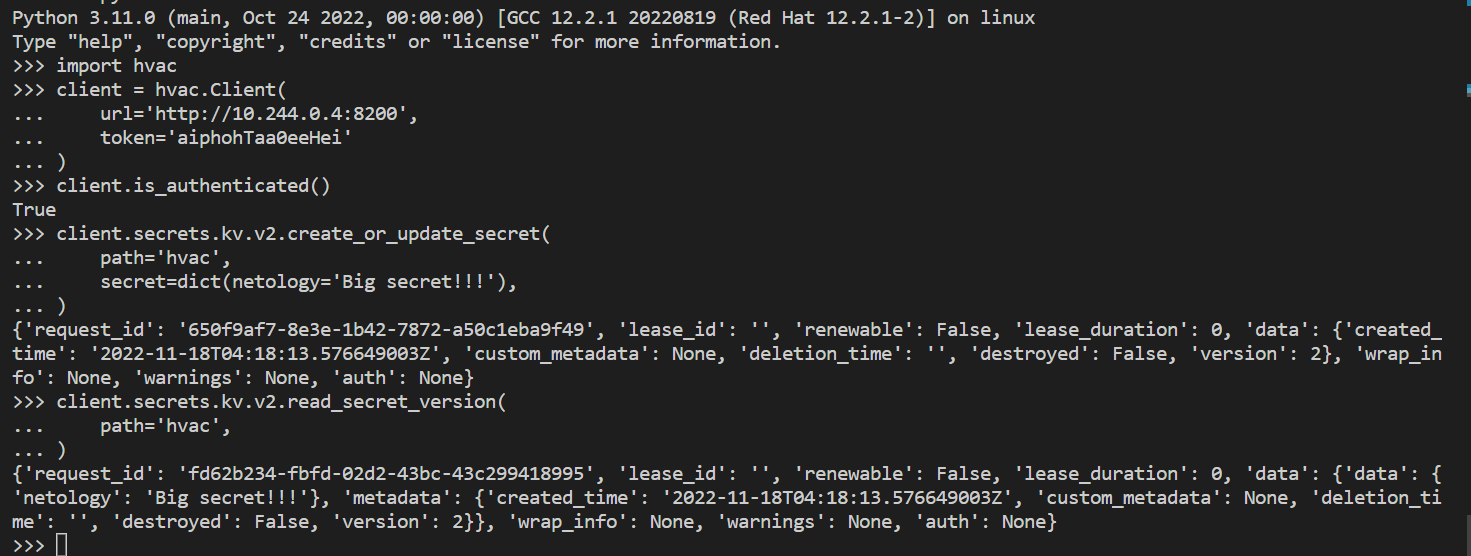 Python 3.11.0 (main, Oct 24 2022, 00:00:00) [GCC 12.2.1 20220819 (Red Hat 12.2.1-2)] on linux
Type "help", "copyright", "credits" or "license" for more information.
>>> import hvac
>>> client = hvac.Client(
...     url='http://10.244.0.4:8200',
...     token='aiphohTaa0eeHei'
... )
>>> client.is_authenticated()
True
>>> client.secrets.kv.v2.create_or_update_secret(
...     path='hvac',
...     secret=dict(netology='Big secret!!!'),
... )
{'request_id': '650f9af7-8e3e-1b42-7872-a50c1eba9f49', 'lease_id': '', 'renewable': False, 'lease_duration': 0, 'data': {'created_
time': '2022-11-18T04:18:13.576649003Z', 'custom_metadata': None, 'deletion_time': '', 'destroyed': False, 'version': 2}, 'wrap_in
fo': None, 'warnings': None, 'auth': None}
>>> client.secrets.kv.v2.read_secret_version(
...     path='hvac',
... )
{'request_id': 'fd62b234-fbfd-02d2-43bc-43c299418995', 'lease_id': '', 'renewable': False, 'lease_duration': 0, 'data': {'data': {
'netology': 'Big secret!!!'}, 'metadata': {'created_time': '2022-11-18T04:18:13.576649003Z', 'custom_metadata': None, 'deletion_ti
me': '', 'destroyed': False, 'version': 2}}, 'wrap_info': None, 'warnings': None, 'auth': None}
>>>